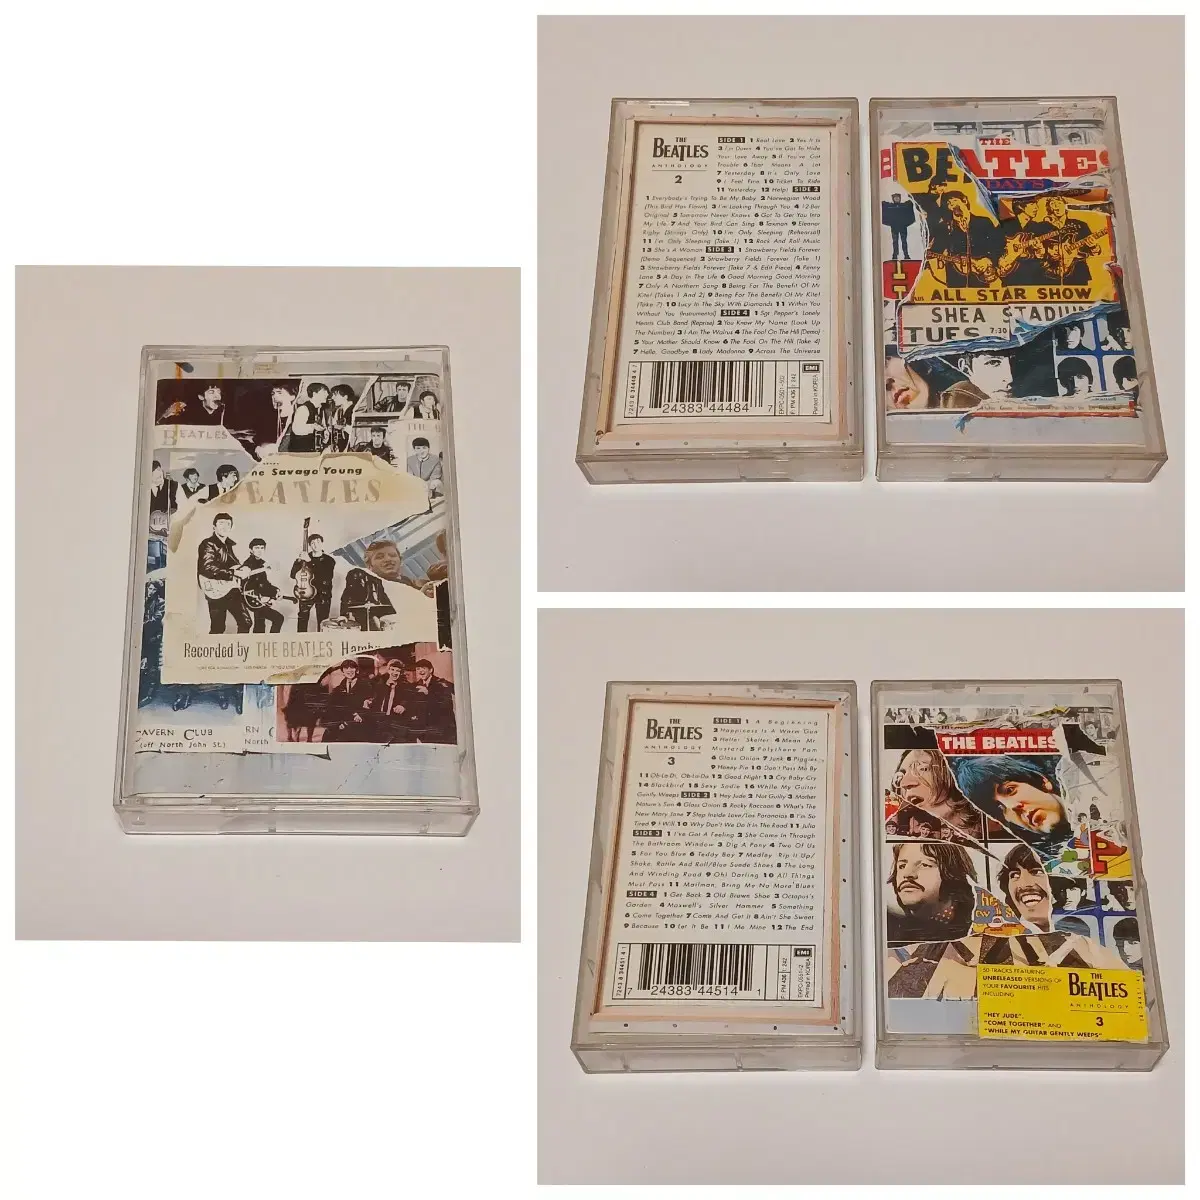 BEATLES
THE
The Savage Young
BEATLES
Recorded by THE BEATLES
CAVERN CLUB
(off North John St.)
North
THE
BEATLES
ANTHOLOGY
2
SIDE 1 1 Real Love 2 Yes It Is
3 I'm Down 4 You've Got To Hide
Your Love Away 5 If You've Got
Trouble 6 That Means A Lot
7 Yesterday 8 It's Only Love
9 I Feel Fine 10 Ticket To Ride
11 Yesterday 12 Help! SIDE 2
1 Everybody's Trying To Be My Baby 2 Norwegian Wood
(This Bird Has Flown) 3 I'm Looking Through You 4 12-Bar
Original 5 Tomorrow Never Knows 6 Got To Get You Into
My Life 7 And Your Bird Can Sing 8 Taxman 9 Eleanor
Rigby (Strings Only) 10 I'm Only Sleeping (Rehearsal)
11 I'm Only Sleeping (Take 1) 12 Rock And Roll Music
13 She's A Woman SIDE 3 1 Strawberry Fields Forever
(Demo Sequence) 2 Strawberry Fields Forever (Take 1)
3 Strawberry Fields Forever (Take 7 & Edit Piece) 4 Penny
Lane 5 A Day In The Life 6 Good Morning Good Morning
7 Only A Northern Song 8 Being For The Benefit Of Mr
Kite! (Takes 1 And 2) 9 Being For The Benefit Of Mr Kite!
(Take 7) 10 Lucy In The Sky With Diamonds 11 Within You
Without You (Instrumental) SIDE 4 1 Sgt Pepper's Lonely
Hearts Club Band (Reprise) 2 You Know My Name (Look Up
The Number) 3 I Am The Walrus 4 The Fool On The Hill (Demo)
5 Your Mother Should Know 6 The Fool On The Hill (Take 4)
7 Hello, Goodbye 8 Lady Madonna 9 Across The Universe
7243 8 34448 4 7
7 24383 44484 7
EMI
Printed in KOREA
THE
BEATLES
ALL STAR SHOW
SHEA STADIUM
TUES 7:30
THE
BEATLES
ANTHOLOGY
3
SIDE 1 1 A Beginning
2 Happiness Is A Warm Gun
3 Helter Skelter 4 Mean Mr.
Mustard 5 Polythene Pam
6 Glass Onion 7 Junk 8 Piggies
9 Honey Pie 10 Don't Pass Me By
11 Ob-La-Di, Ob-La-Da 12 Good Night 13 Cry Baby Cry
14 Blackbird 15 Sexy Sadie 16 While My Guitar
Gently Weeps SIDE 2 1 Hey Jude 2 Not Guilty 3 Mother
Nature's Son 4 Glass Onion 5 Rocky Raccoon 6 What's The
New Mary Jane 7 Step Inside Love/Los Paranoias 8 I'm So
Tired 9 I Will 10 Why Don't We Do It In The Road 11 Julia
SIDE 3 1 I've Got A Feeling 2 She Came In Through
The Bathroom Window 3 Dig A Pony 4 Two Of Us
5 For You Blue 6 Teddy Boy 7 Medley: Rip It Up/
Shake, Rattle And Roll/Blue Suede Shoes 8 The Long
And Winding Road 9 Oh! Darling 10 All Things
Must Pass 11 Mailman, Bring Me No More Blues
SIDE 4 1 Get Back 2 Old Brown Shoe 3 Octopus's
Garden 4 Maxwell's Silver Hammer 5 Something
6 Come Together 7 Come And Get It 8 Ain't She Sweet
9 Because 10 Let It Be 11 I Me Mine 12 The End
7243 8 34451 4 1
7 24383 44514 1
EMI
Printed in KOREA
THE BEATLES
50 TRACKS FEATURING
UNRELEASED VERSIONS OF
YOUR FAVOURITE HITS
INCLUDING
"HEY JUDE",
"COME TOGETHER" AND
"WHILE MY GUITAR GENTLY WEEPS"
THE
BEATLES
ANTHOLOGY
3